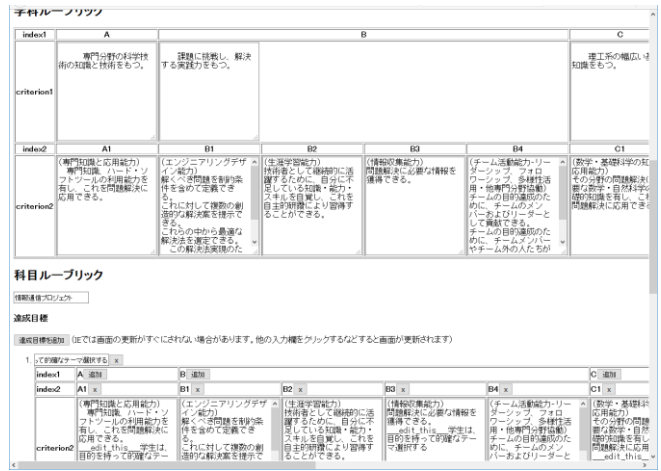 学科ルーブリック
index1 A B C
criterion1
専門分野の科学技
術の知識と技術をもつ。
課題に挑戦し、解決
する実践力をもつ。
理工系の幅広い
知識をもつ。
index2 A1 B1 B2 B3 B4 C1
criterion2
(専門知識と応用能力)
専門知識、ハード・ソ
フトツールの利用能力を
有し、これを問題解決に
応用できる。
(エンジニアリングデザ
イン能力)
解くべき問題を制約条
件を含めて定義でき
る。
これに対して複数の創
造的な解決案を提示で
きる。
これらの中から最適な
解決法を選定できる。
この解決法実現のた
(生涯学習能力)
技術者として継続的に活
躍するために、自分に不
足している知識・能力・
スキルを自覚し、これを
自主的研鑽により習得す
ることができる。
(情報収集能力)
問題解決に必要な情報を
獲得できる。
(チーム活動能力-リー
ダーシップ、フォロ
ワーシップ、多様性活
用・他専門分野協働)
チームの目的達成のた
めに、チームのメン
バーおよびリーダーと
して貢献できる。
チームの目的達成のた
めに、チームメンバー
やチーム外の人たちが
(数学・基礎科学の知
応用能力)
その分野の問題解決
要な数学・自然科学の
礎的知識を有し、これ
問題解決に応用でき
科目ルーブリック
情報通信プロジェクト
達成目標
達成目標を追加 (IEでは画面の更新がすぐにされない場合があります。他の入力欄をクリックするなどすると画面が更新されます)
1. って的確なテーマ選択する x
index1 A 追加 B 追加 C 追加
index2 A1 x B1 x B2 x B3 x B4 x C1 x
criterion2
(専門知識と応用能力)
専門知識、ハード・ソ
フトツールの利用能力を
有し、これを問題解決に
応用できる。
__edit_this__学生は、
目的を持って的確なテー
(エンジニアリングデザ
イン能力)
解くべき問題を制約条
件を含めて定義でき
る。
これに対して複数の創
造的な解決案を提示で
(生涯学習能力)
技術者として継続的に活
躍するために、自分に不
足している知識・能力・
スキルを自覚し、これを
自主的研鑽により習得す
ることができる。
(情報収集能力)
問題解決に必要な情報を
獲得できる。
__edit_this__学生は、
目的を持って的確なテー
マ選択する
(チーム活動能力-リー
ダーシップ、フォロ
ワーシップ、多様性活
用・他専門分野協働)
チームの目的達成のた
めに、チームのメン
バーおよびリーダーと
(数学・基礎科学の知
応用能力)
その分野の問題解決
要な数学・自然科学の
礎的知識を有し、これ
問題解決に応用でき
__edit_this__